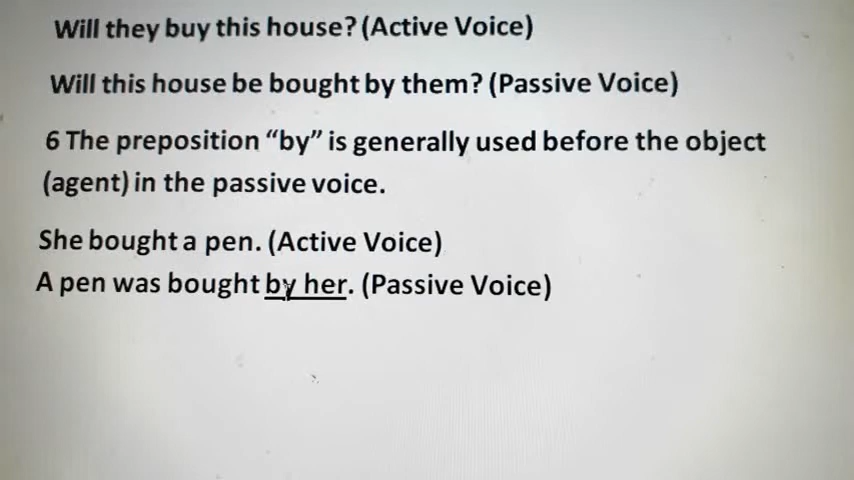 Will they buy this house? (Active Voice)
Will this house be bought by them? (Passive Voice)
6 The preposition “by” is generally used before the object
(agent) in the passive voice.
She bought a pen. (Active Voice)
A pen was bought by her. (Passive Voice)